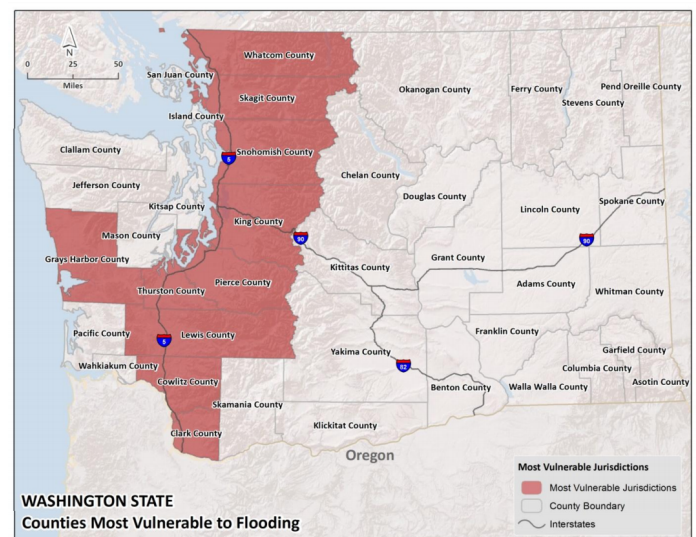 N
0 25 50
Miles
Whatcom County
San Juan County
Skagit County
Okanogan County
Ferry County
Pend Oreille County
Stevens County
Island County
Clallam County
Snohomish County
5
Chelan County
Jefferson County
Douglas County
Kitsap County
Lincoln County
Spokane County
King County
Mason County
90
90
Grays Harbor County
Grant County
Kittitas County
Thurston County
Pierce County
Adams County
Whitman County
Pacific County
Lewis County
5
Franklin County
Yakima County
Garfield County
Wahkiakum County
82
Columbia County
Cowlitz County
Benton County
Walla Walla County
Asotin County
Skamania County
Klickitat County
Clark County
Oregon
Most Vulnerable Jurisdictions
Most Vulnerable Jurisdictions
County Boundary
Interstates
WASHINGTON STATE
Counties Most Vulnerable to Flooding